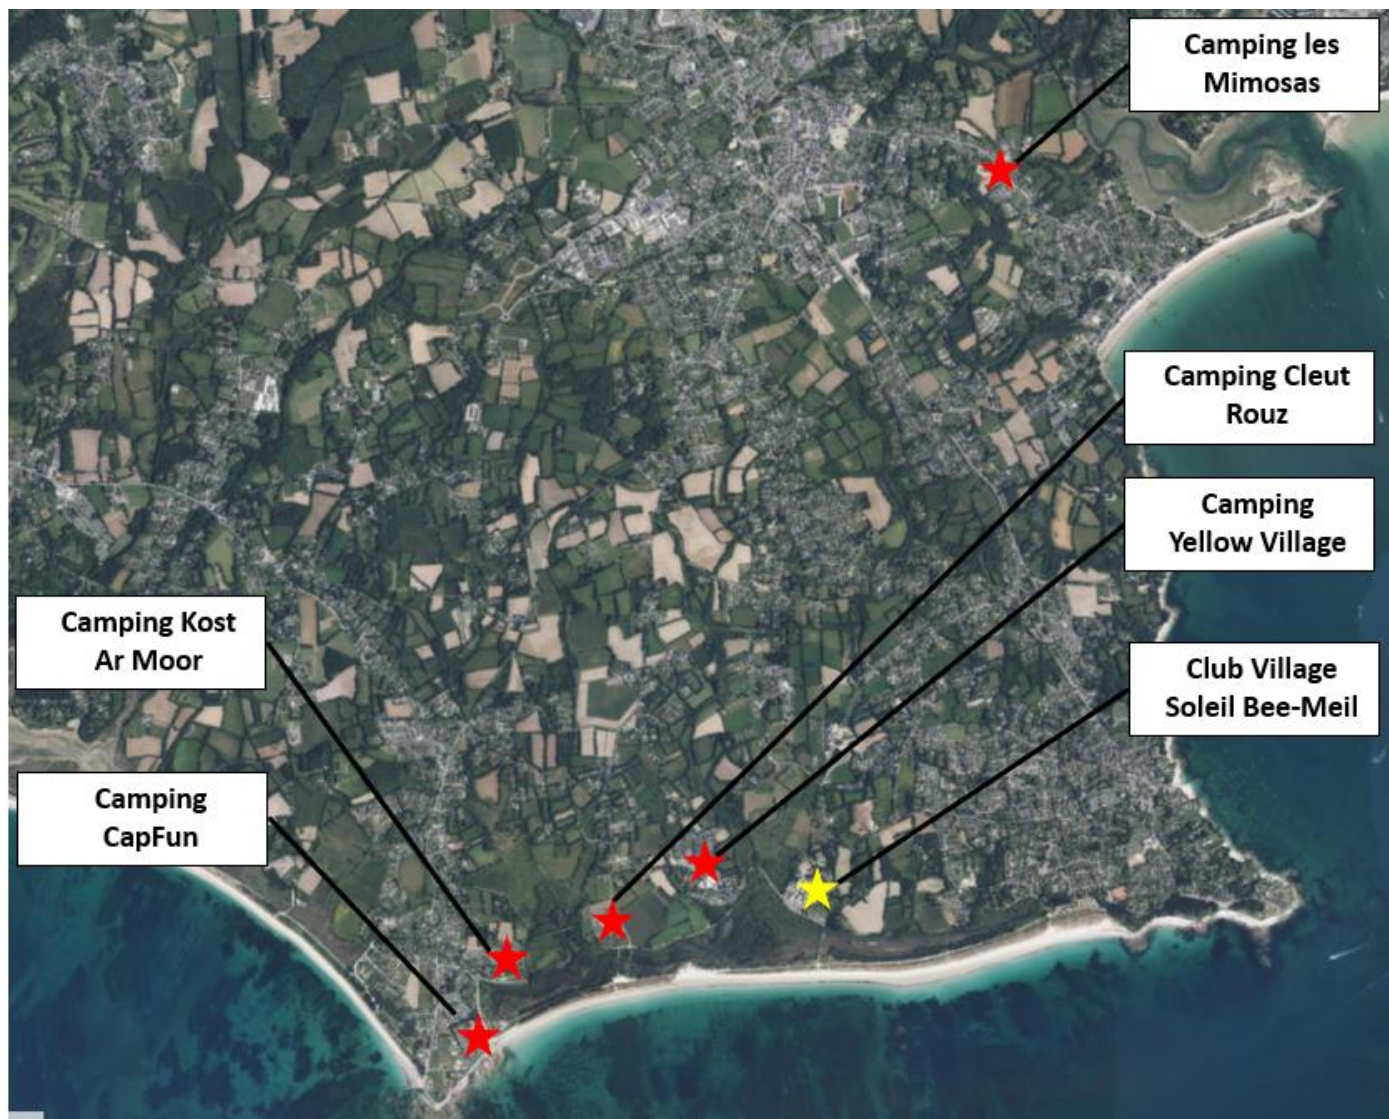 Camping les
Mimosas
Camping Cleut
Rouz
Camping
Yellow Village
Camping Kost
Ar Moor
Club Village
Soleil Bee-Meil
Camping
CapFun